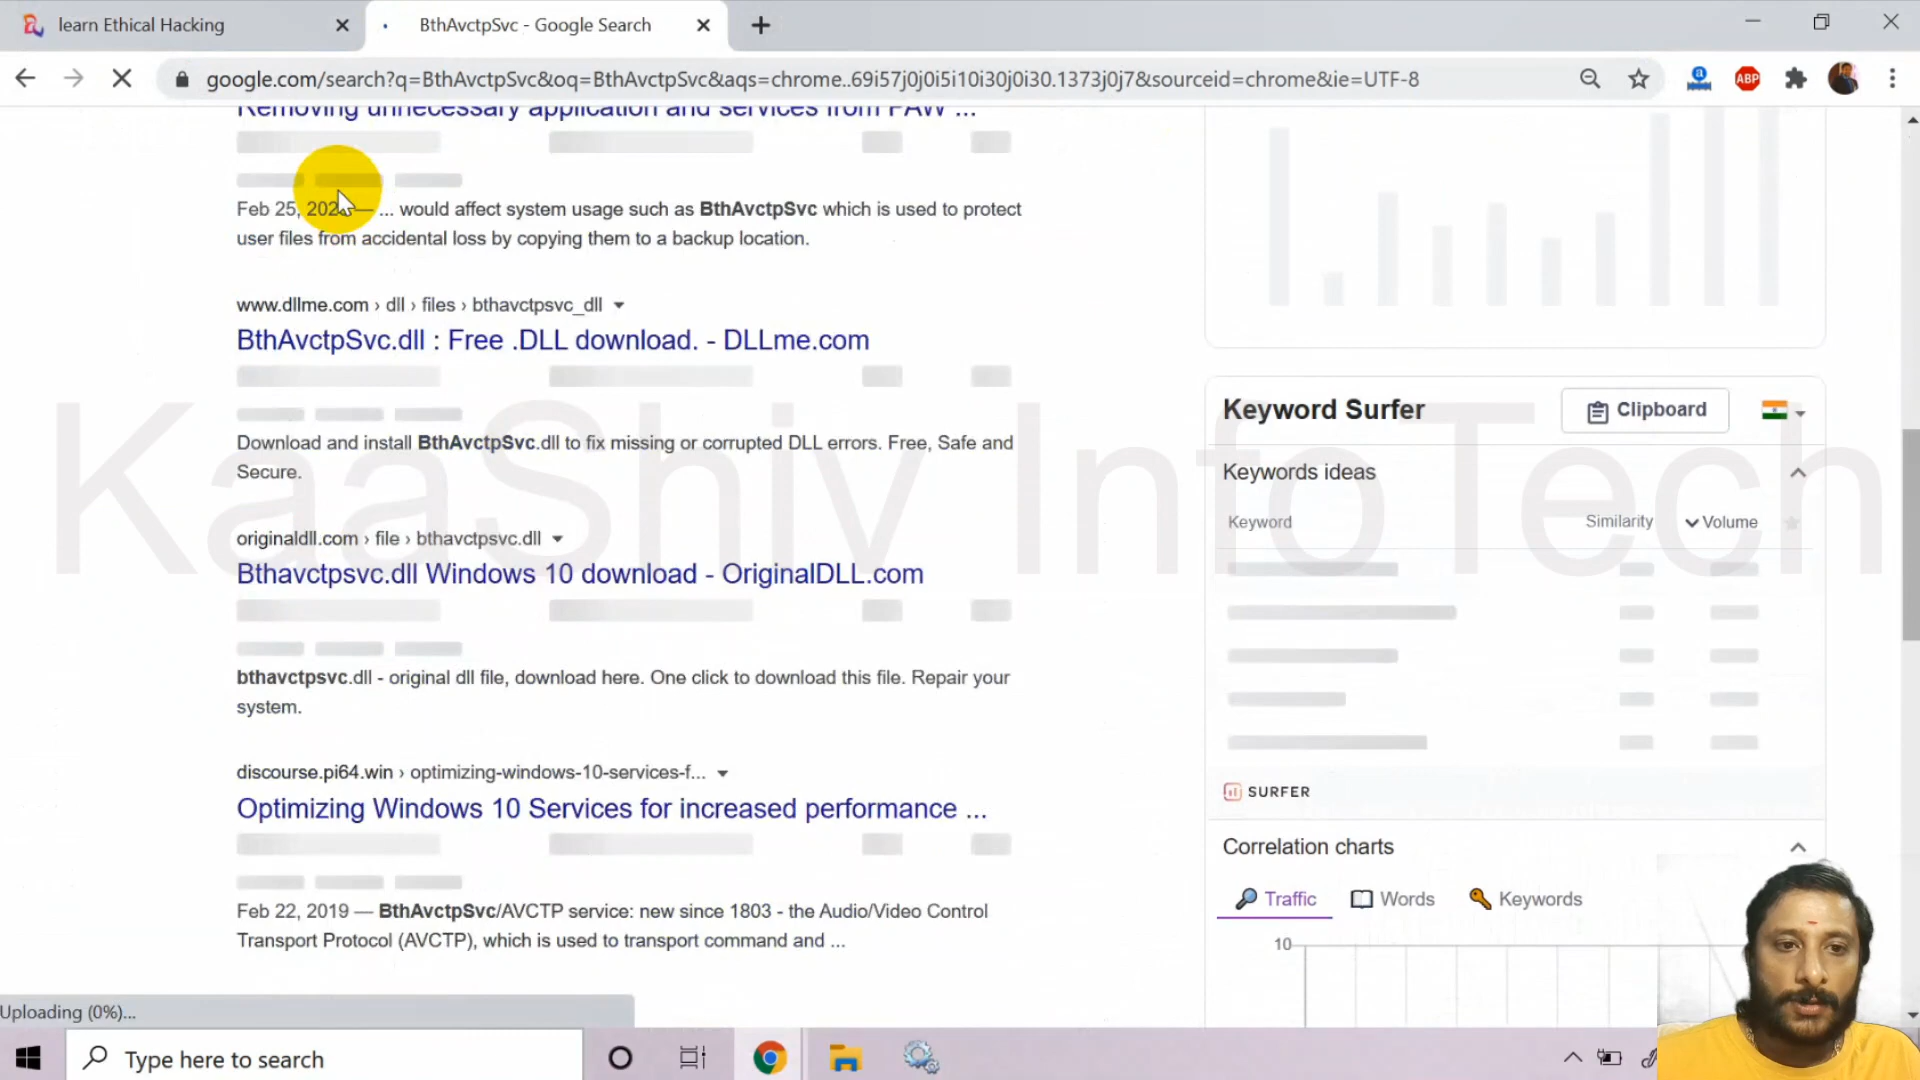 learn Ethical Hacking
BthAvctpSvc - Google Search
google.com/search?q=BthAvctpSvc&oq=BthAvctpSvc&aqs=chrome..69i57j0j0i5i10i30j0i30.1373j0j7&sourceid=chrome&ie=UTF-8
ABP
Removing unnecessary application and services from PAW ...
Feb 25, 202 — ... would affect system usage such as BthAvctpSvc which is used to protect
user files from accidental loss by copying them to a backup location.
www.dllme.com › dll › files › bthavctpsvc_dll
BthAvctpSvc.dll : Free .DLL download. - DLLme.com
Download and install BthAvctpSvc.dll to fix missing or corrupted DLL errors. Free, Safe and
Secure.
originaldll.com › file › bthavctpsvc.dll
Bthavctpsvc.dll Windows 10 download - OriginalDLL.com
bthavctpsvc.dll - original dll file, download here. One click to download this file. Repair your
system.
discourse.pi64.win › optimizing-windows-10-services-f...
Optimizing Windows 10 Services for increased performance ...
Feb 22, 2019 — BthAvctpSvc/AVCTP service: new since 1803 - the Audio/Video Control
Transport Protocol (AVCTP), which is used to transport command and ...
Keyword Surfer
Clipboard
Keywords ideas
Keyword Similarity Volume
SURFER
Correlation charts
Traffic Words Keywords
10
KaaShiv InfoTech
Uploading (0%)...
Type here to search